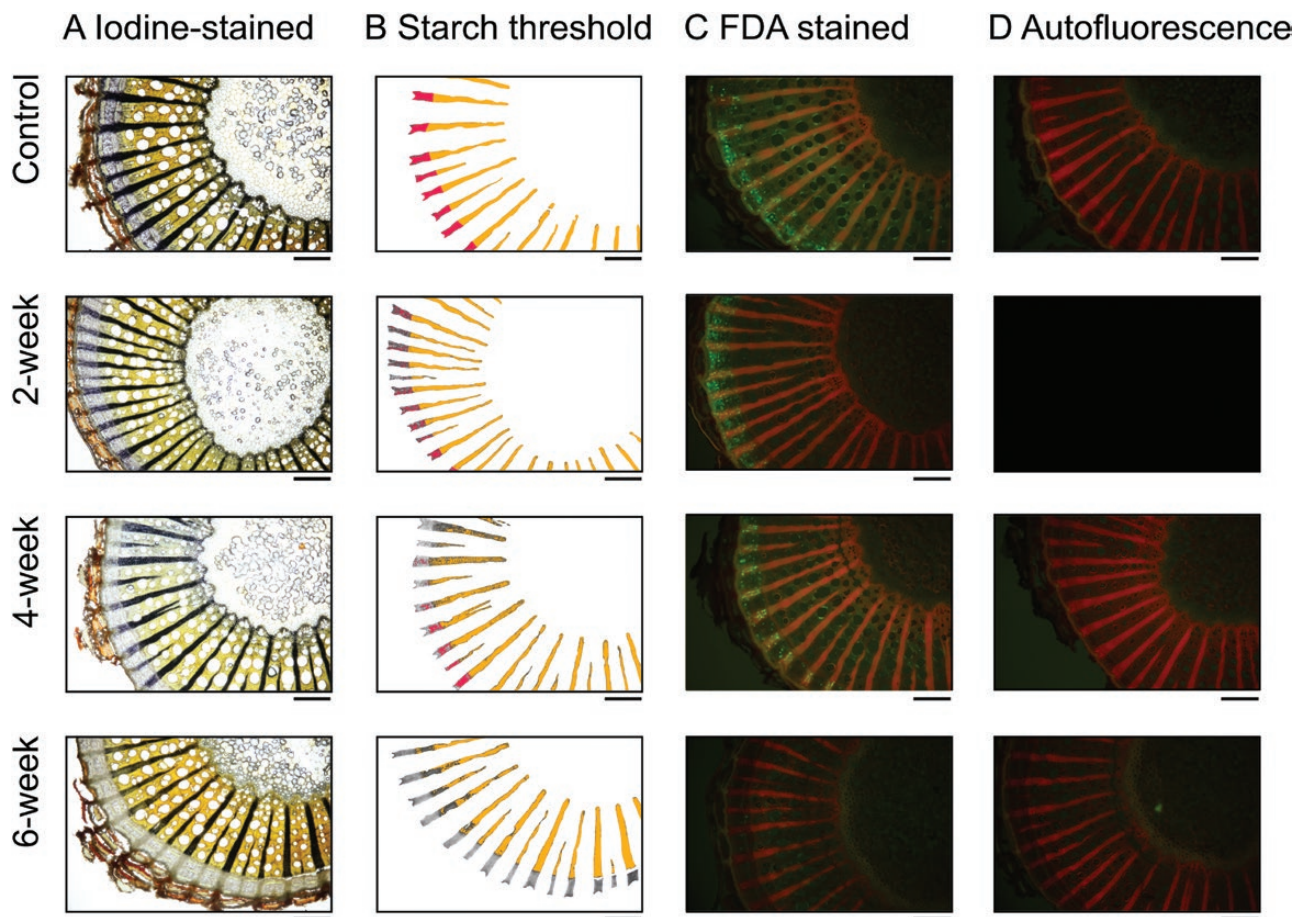 A Iodine-stained B Starch threshold C FDA stained D Autofluorescence
Control
2-week
4-week
6-week